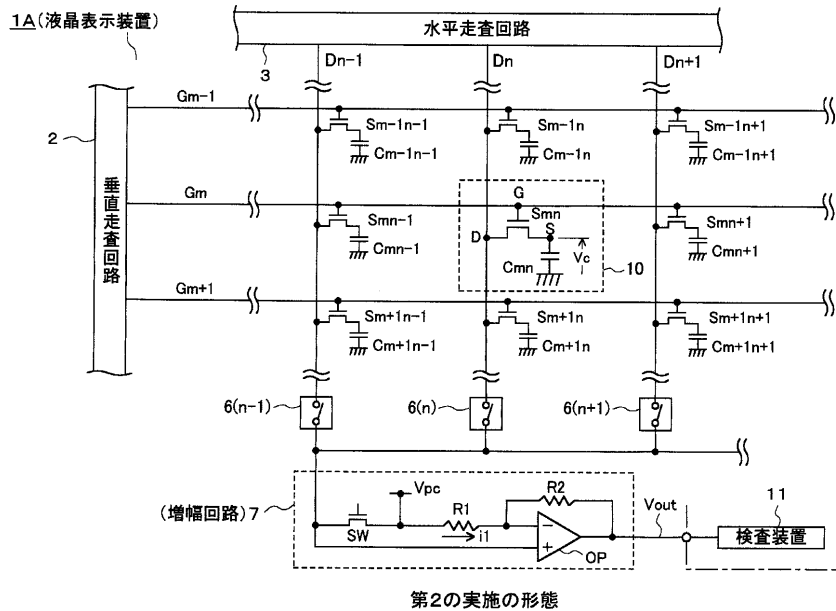 1A(液晶表示装置)
水平走査回路
3
Dn-1
Dn
Dn+1
2
垂直走査回路
Gm-1
Sm-1n-1
Cm-1n-1
Sm-1n
Cm-1n
Sm-1n+1
Cm-1n+1
Gm
Smn-1
Cmn-1
G
Smn
D
S
Cmn
Vc
10
Smn+1
Cmn+1
Gm+1
Sm+1n-1
Cm+1n-1
Sm+1n
Cm+1n
Sm+1n+1
Cm+1n+1
6(n-1)
6(n)
6(n+1)
(増幅回路)7
Vpc
SW
R1
i1
R2
−
+
OP
Vout
11
検査装置
第2の実施の形態